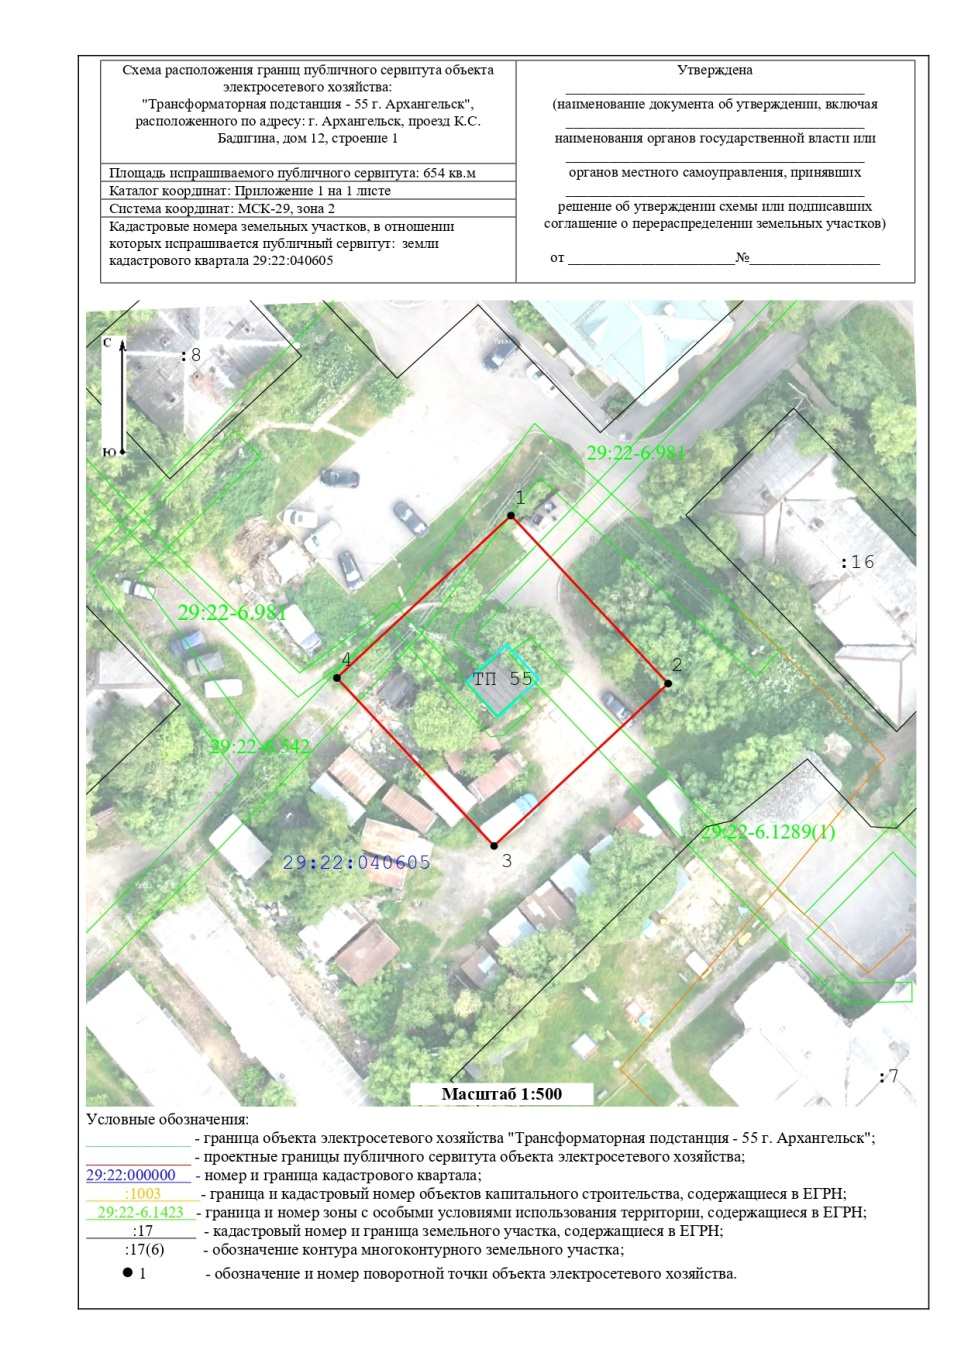 Схема расположения границ публичного сервитута объекта
электросетевого хозяйства:
"Трансформаторная подстанция - 55 г. Архангельск",
расположенного по адресу: г. Архангельск, проезд К.С.
Бадигина, дом 12, строение 1
Площадь испрашиваемого публичного сервитута: 654 кв.м
Каталог координат: Приложение 1 на 1 листе
Система координат: МСК-29, зона 2
Кадастровые номера земельных участков, в отношении
которых испрашивается публичный сервитут: земли
кадастрового квартала 29:22:040605
Утверждена
(наименование документа об утверждении, включая
наименования органов государственной власти или
органов местного самоуправления, принявших
решение об утверждении схемы или подписавших
соглашение о перераспределении земельных участков)
от ________________________№___________________
С
:8
Ю
29:22-6.981
1
:16
29:22-6.981
4
2
ТП 55
29:22-6.542
29:22-6.1289(1)
3
29:22:040605
:7
Масштаб 1:500
Условные обозначения:
- граница объекта электросетевого хозяйства "Трансформаторная подстанция - 55 г. Архангельск";
- проектные границы публичного сервитута объекта электросетевого хозяйства;
29:22:000000 - номер и граница кадастрового квартала;
:1003 - граница и кадастровый номер объектов капитального строительства, содержащиеся в ЕГРН;
29:22-6.1423 - граница и номер зоны с особыми условиями использования территории, содержащиеся в ЕГРН;
:17 - кадастровый номер и граница земельного участка, содержащиеся в ЕГРН;
:17(6) - обозначение контура многоконтурного земельного участка;
1 - обозначение и номер поворотной точки объекта электросетевого хозяйства.